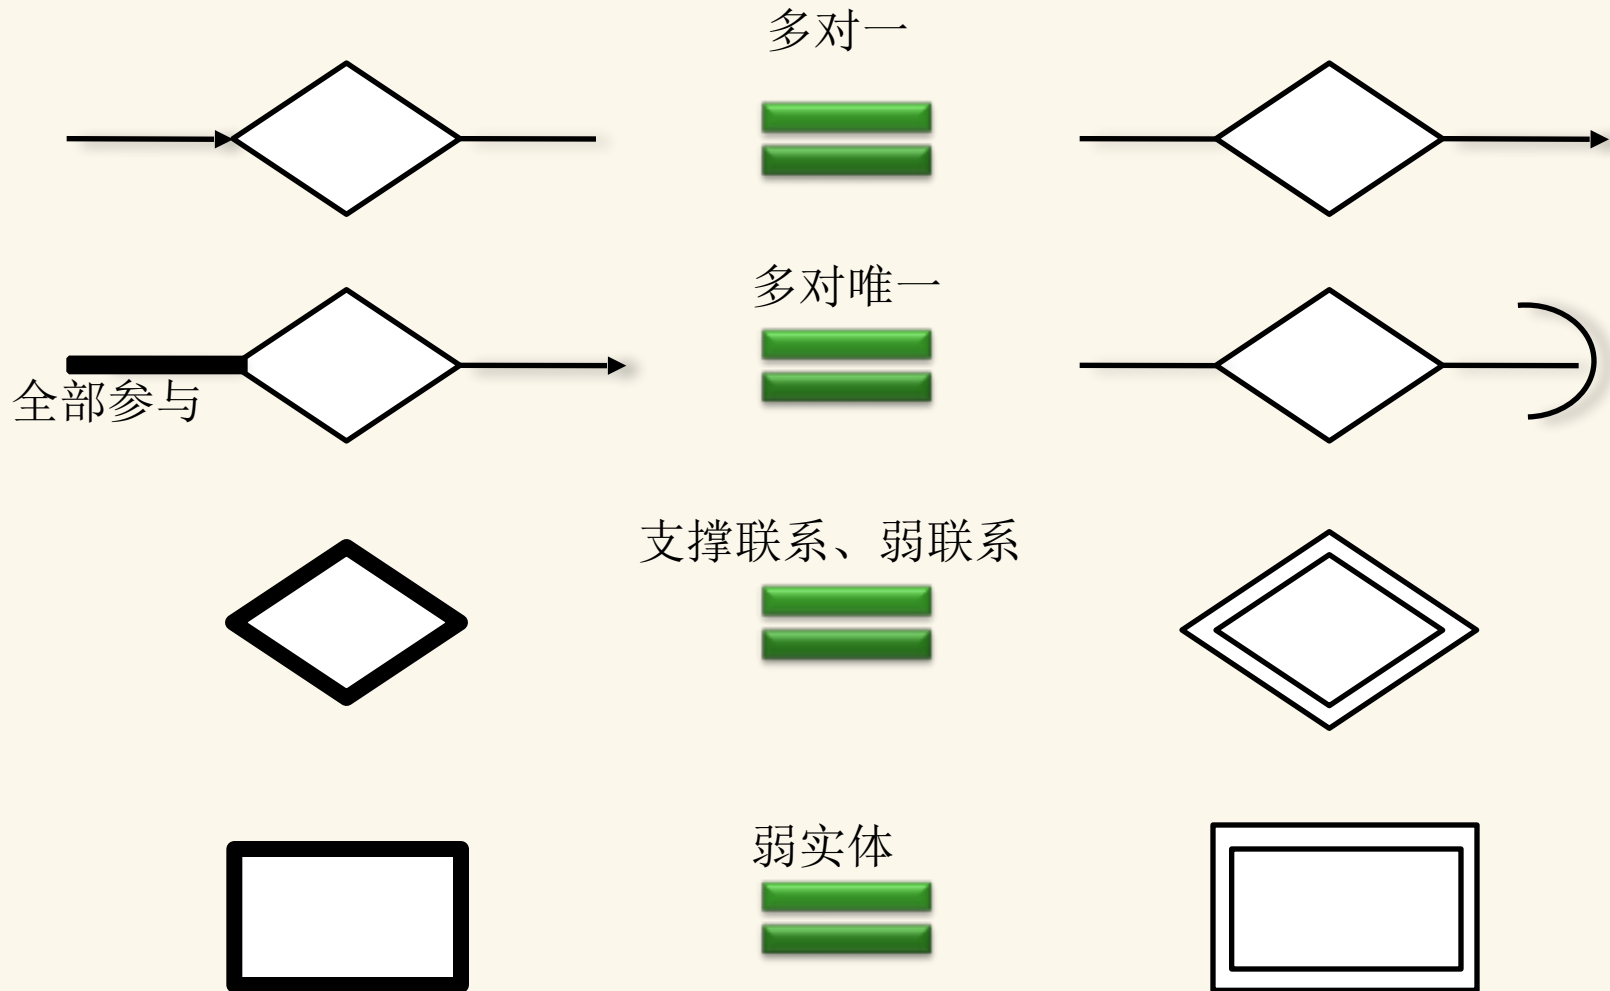 多对一
多对唯一
全部参与
支撑联系、弱联系
弱实体